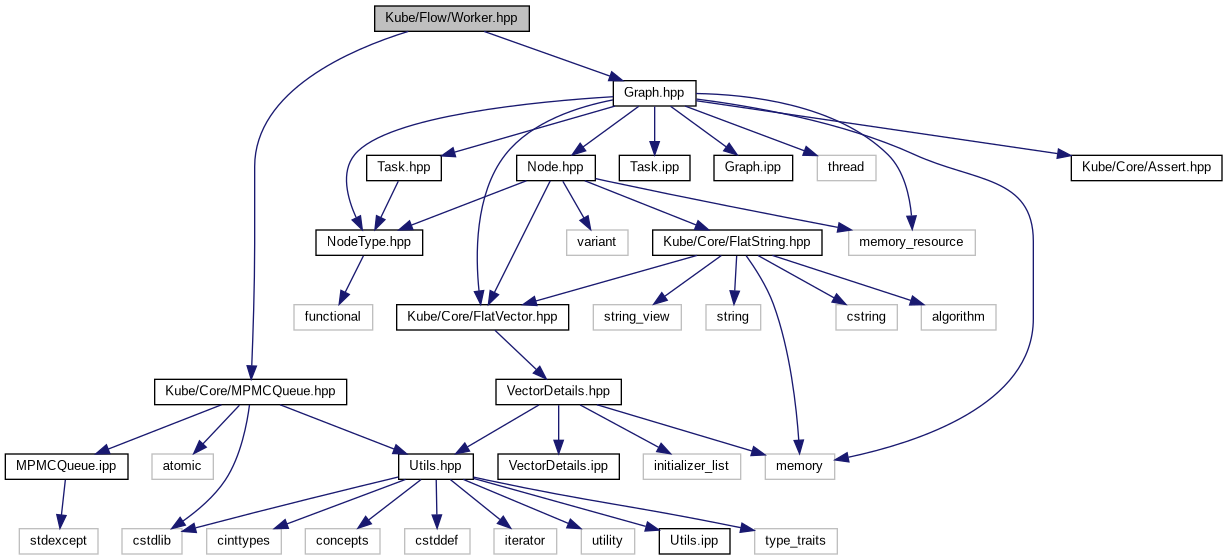 Kube/Flow/Worker.hpp
Graph.hpp
Task.hpp
Node.hpp
Task.ipp
Graph.ipp
thread
Kube/Core/Assert.hpp
NodeType.hpp
variant
Kube/Core/FlatString.hpp
memory_resource
functional
Kube/Core/FlatVector.hpp
string_view
string
cstring
algorithm
Kube/Core/MPMCQueue.hpp
VectorDetails.hpp
MPMCQueue.ipp
atomic
Utils.hpp
VectorDetails.ipp
initializer_list
memory
stdexcept
cstdlib
cinttypes
concepts
cstddef
iterator
utility
Utils.ipp
type_traits